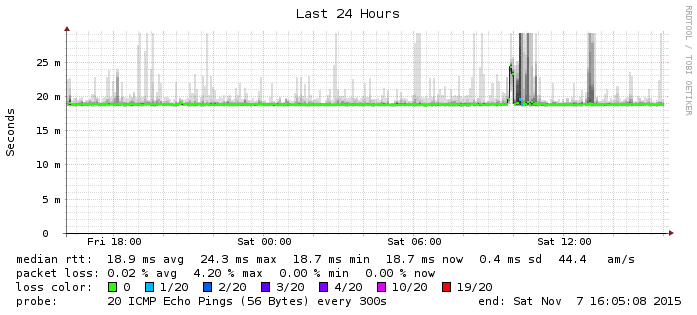 Last 24 Hours
RRDTOOL / TOBI OETIKER
Seconds
25 m
20 m
15 m
10 m
5 m
0
Fri 18:00 Sat 00:00 Sat 06:00 Sat 12:00
median rtt: 18.9 ms avg 24.3 ms max 18.7 ms min 18.7 ms now 0.4 ms sd 44.4 am/s
packet loss: 0.02 % avg 4.20 % max 0.00 % min 0.00 % now
loss color: 0 1/20 2/20 3/20 4/20 10/20 19/20
probe: 20 ICMP Echo Pings (56 Bytes) every 300s end: Sat Nov 7 16:05:08 2015